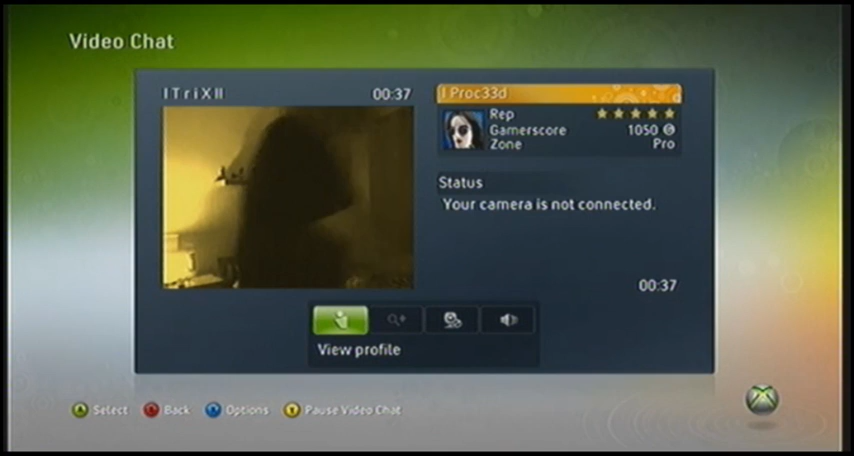 Video Chat
I T r i X II
00:37
I Proc33d
Rep
Gamerscore 1050 G
Zone Pro
Status
Your camera is not connected.
00:37
View profile
A Select B Back X Options Y Pause Video Chat